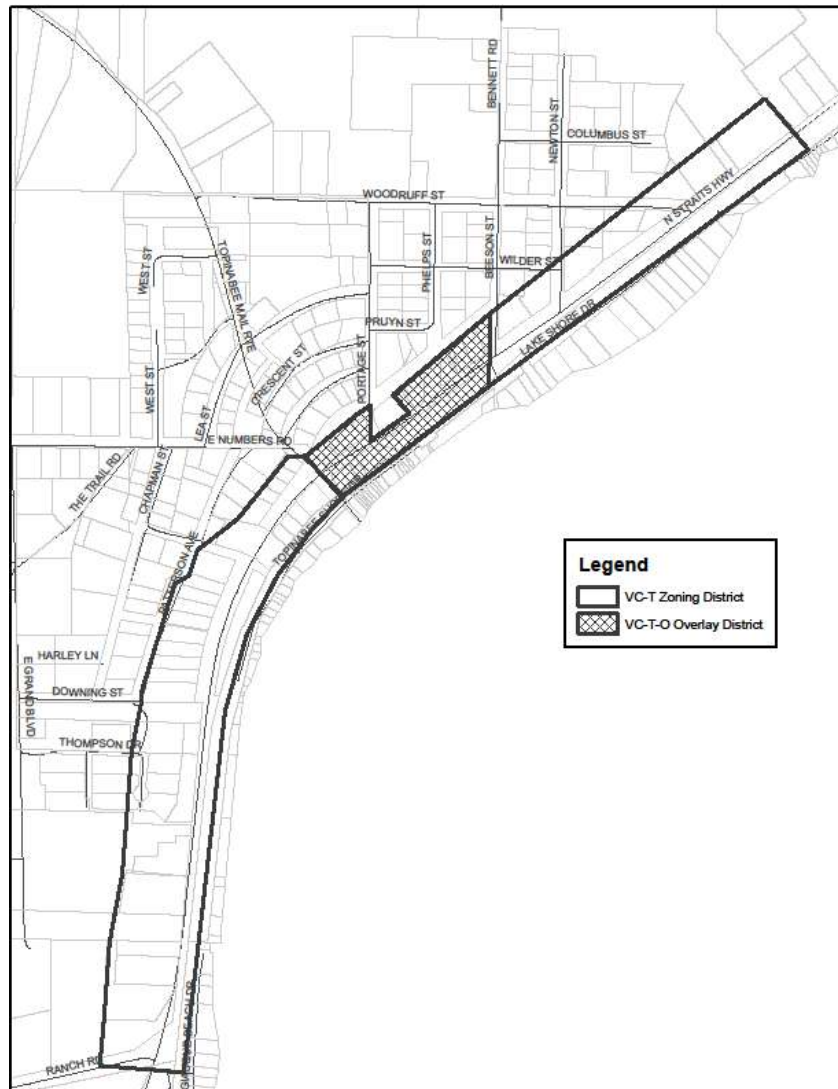 BENNETT RD
NEWTON ST
COLUMBUS ST
WOODRUFF ST
N STRAITS HWY
WEST ST
TOPINABEE MAIL RTE
PHELPS ST
BEESON ST
WILDER ST
PRUYN ST
LAKE SHORE DR
CRESCENT ST
PORTAGE ST
WEST ST
LEA ST
E NUMBERS RD
THE TRAIL RD
CHAPMAN ST
PATTERSON AVE
Legend
VC-T Zoning District
VC-T-O Overlay District
HARLEY LN
E GRAND BLVD
DOWNING ST
THOMPSON DR
BEACH DR
RANCH RD